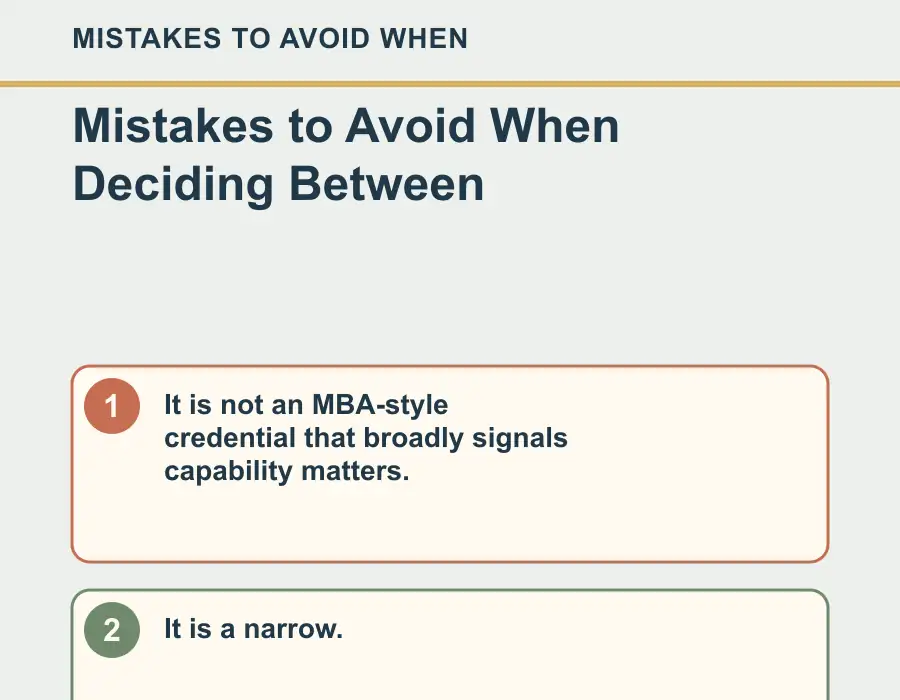 MISTAKES TO AVOID WHEN
Mistakes to Avoid When
Deciding Between
1
It is not an MBA-style
credential that broadly signals
capability matters.
2
It is a narrow.